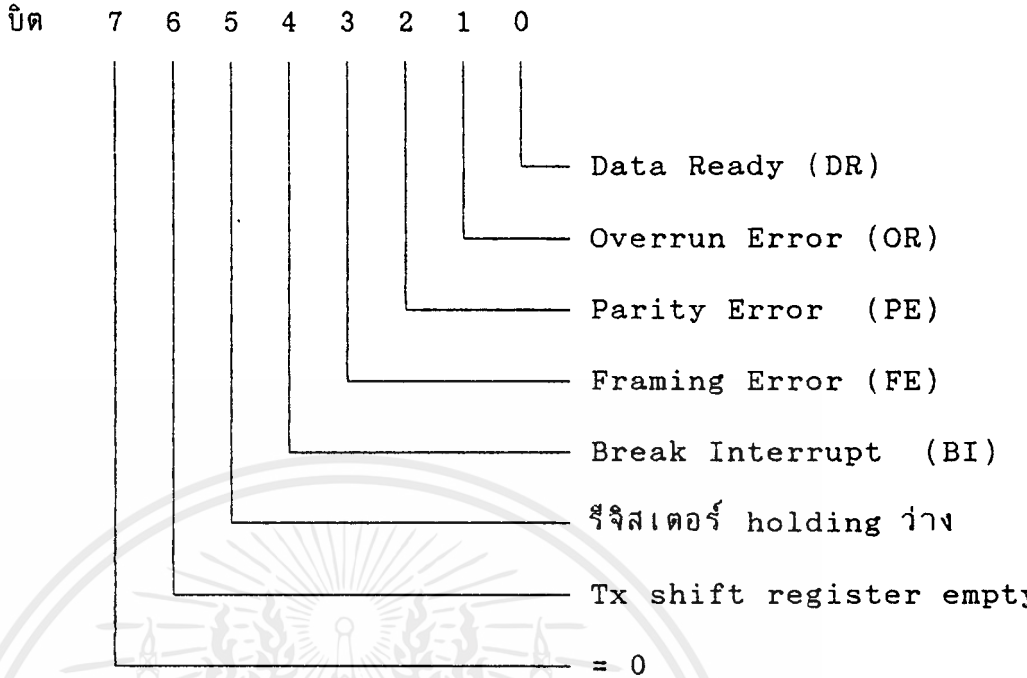 บิต 7 6 5 4 3 2 1 0
Data Ready (DR)
Overrun Error (OR)
Parity Error (PE)
Framing Error (FE)
Break Interrupt (BI)
รีจิสเตอร์ holding ว่าง
Tx shift register empty
= 0